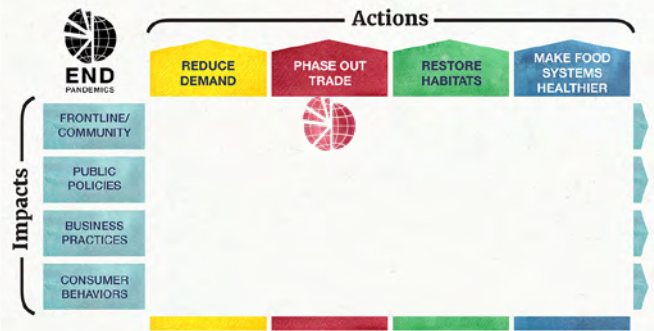 Actions
END
PANDEMICS
REDUCE
DEMAND
PHASE OUT
TRADE
RESTORE
HABITATS
MAKE FOOD
SYSTEMS
HEALTHIER
Impacts
FRONTLINE/
COMMUNITY
PUBLIC
POLICIES
BUSINESS
PRACTICES
CONSUMER
BEHAVIORS